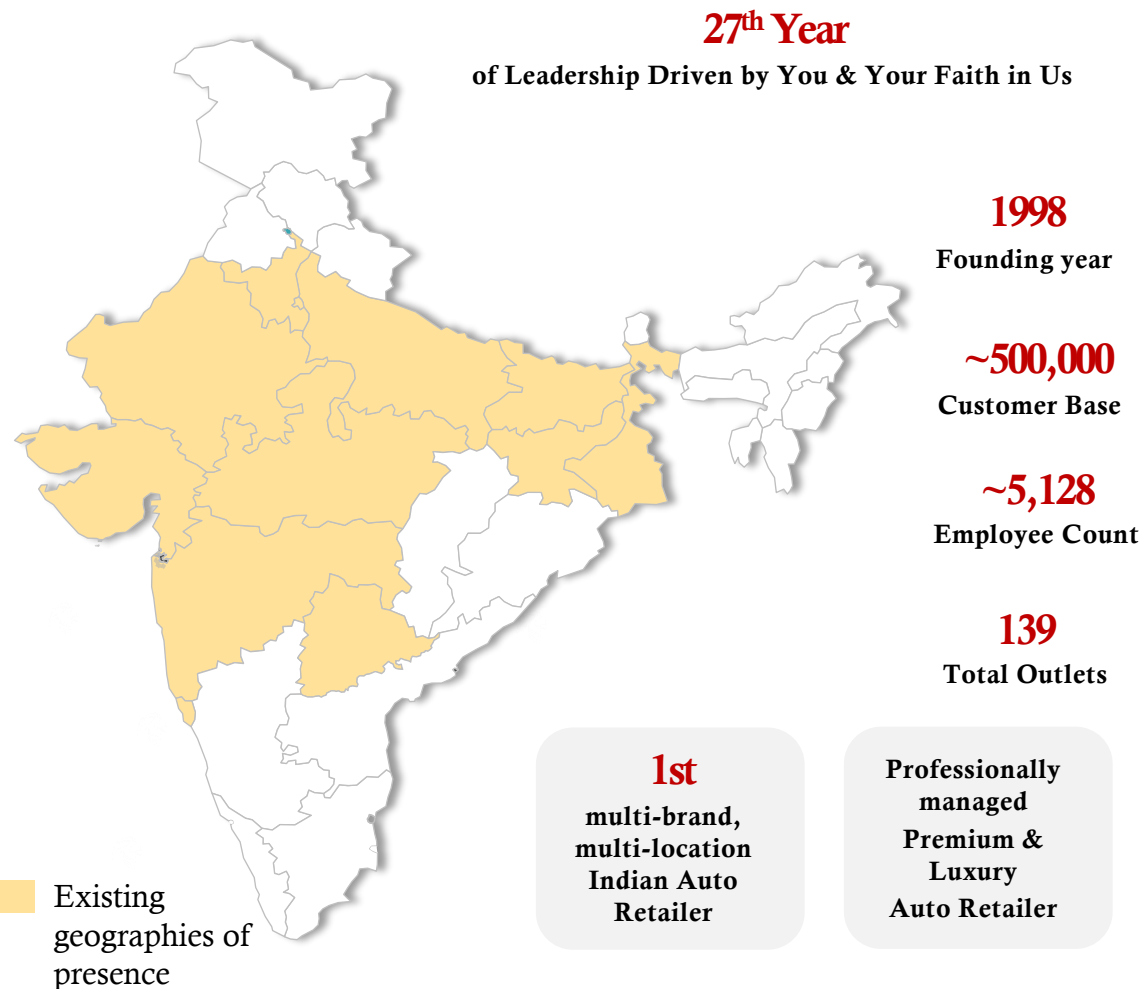 27th Year
of Leadership Driven by You & Your Faith in Us
1998
Founding year
~500,000
Customer Base
~5,128
Employee Count
139
Total Outlets
1st
multi-brand,
multi-location
Indian Auto
Retailer
Professionally
managed
Premium &
Luxury
Auto Retailer
Existing
geographies of
presence